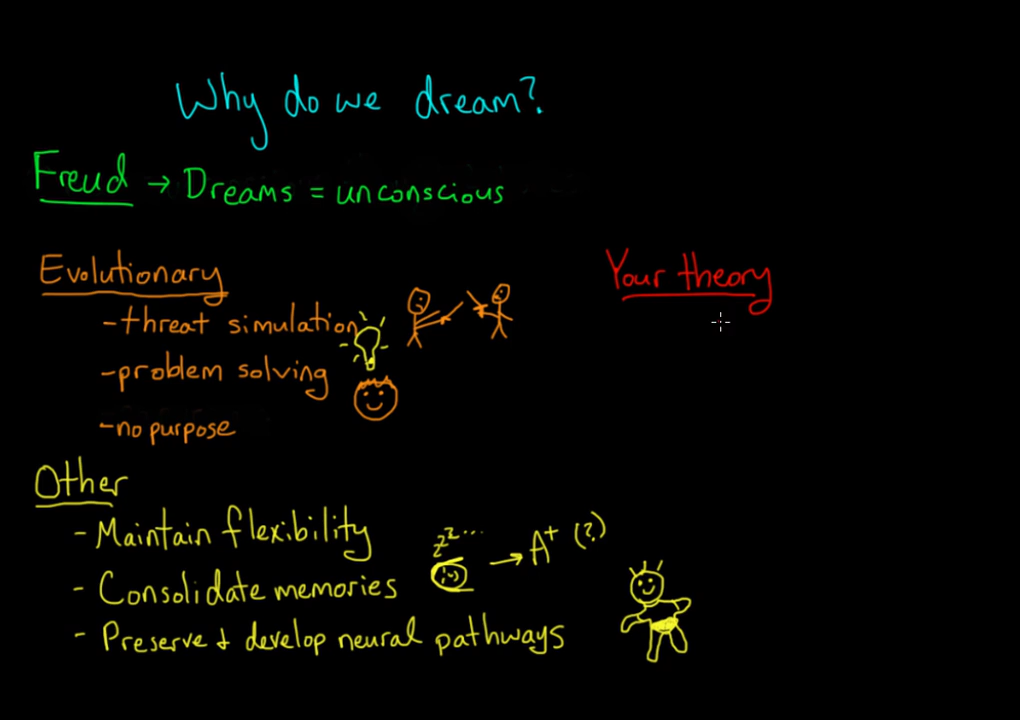 Why do we dream?
Freud → Dreams = unconscious
Evolutionary
- threat simulation
- problem solving
- no purpose
Your theory
Other
- Maintain flexibility
- Consolidate memories
zzz... → A+ (?)
- Preserve + develop neural pathways